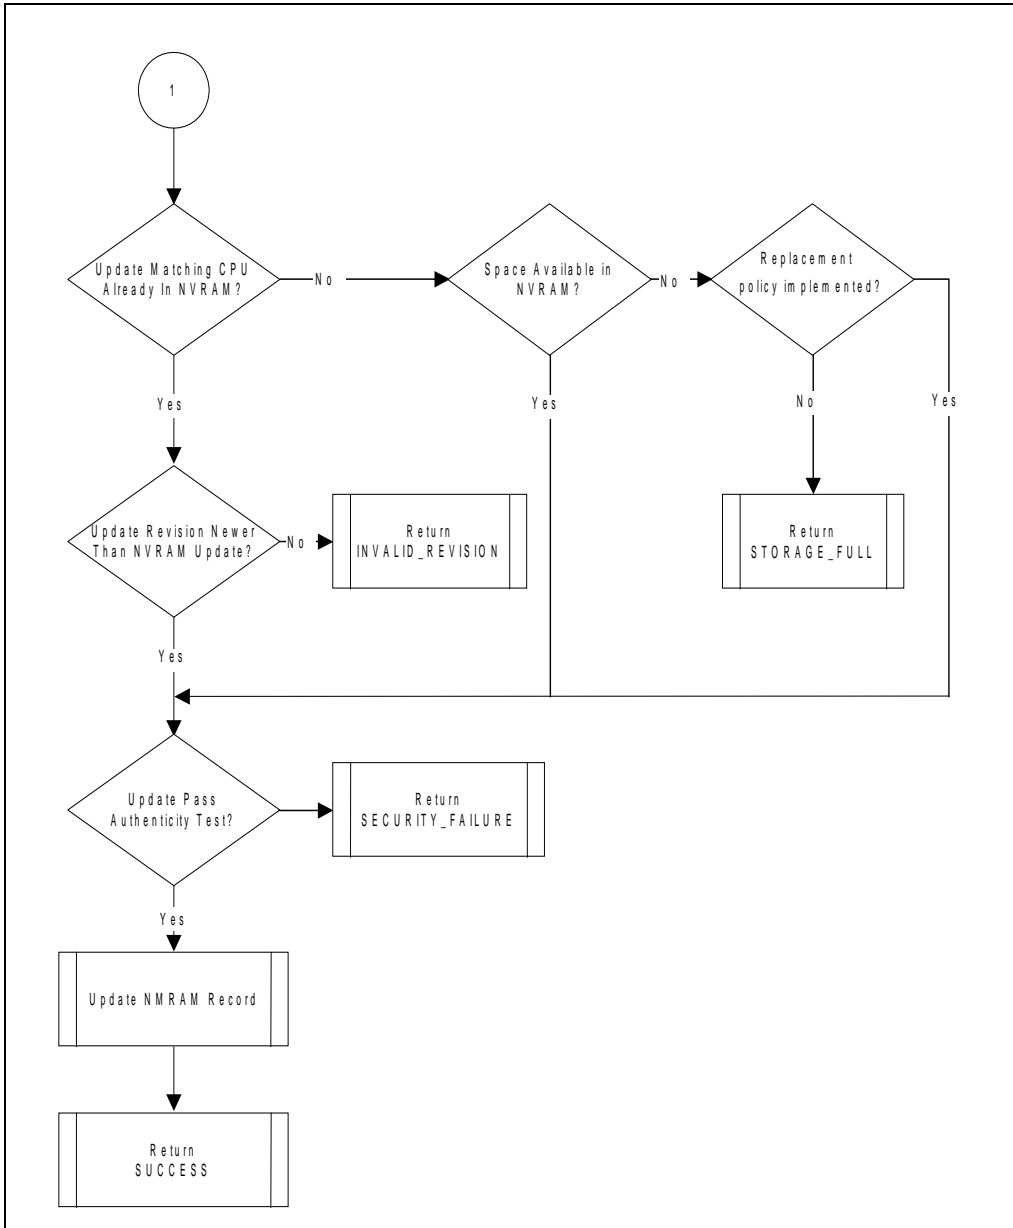 1
Update Matching CPU
Already In NVRAM?
No
Space Available in
NVRAM?
No
Replacement
policy implemented?
Yes
Yes
No
Yes
Update Revision Newer
Than NVRAM Update?
No
Return
INVALID_REVISION
Return
STORAGE_FULL
Yes
Update Pass
Authenticity Test?
Return
SECURITY_FAILURE
Yes
Update NMRAM Record
Return
SUCCESS